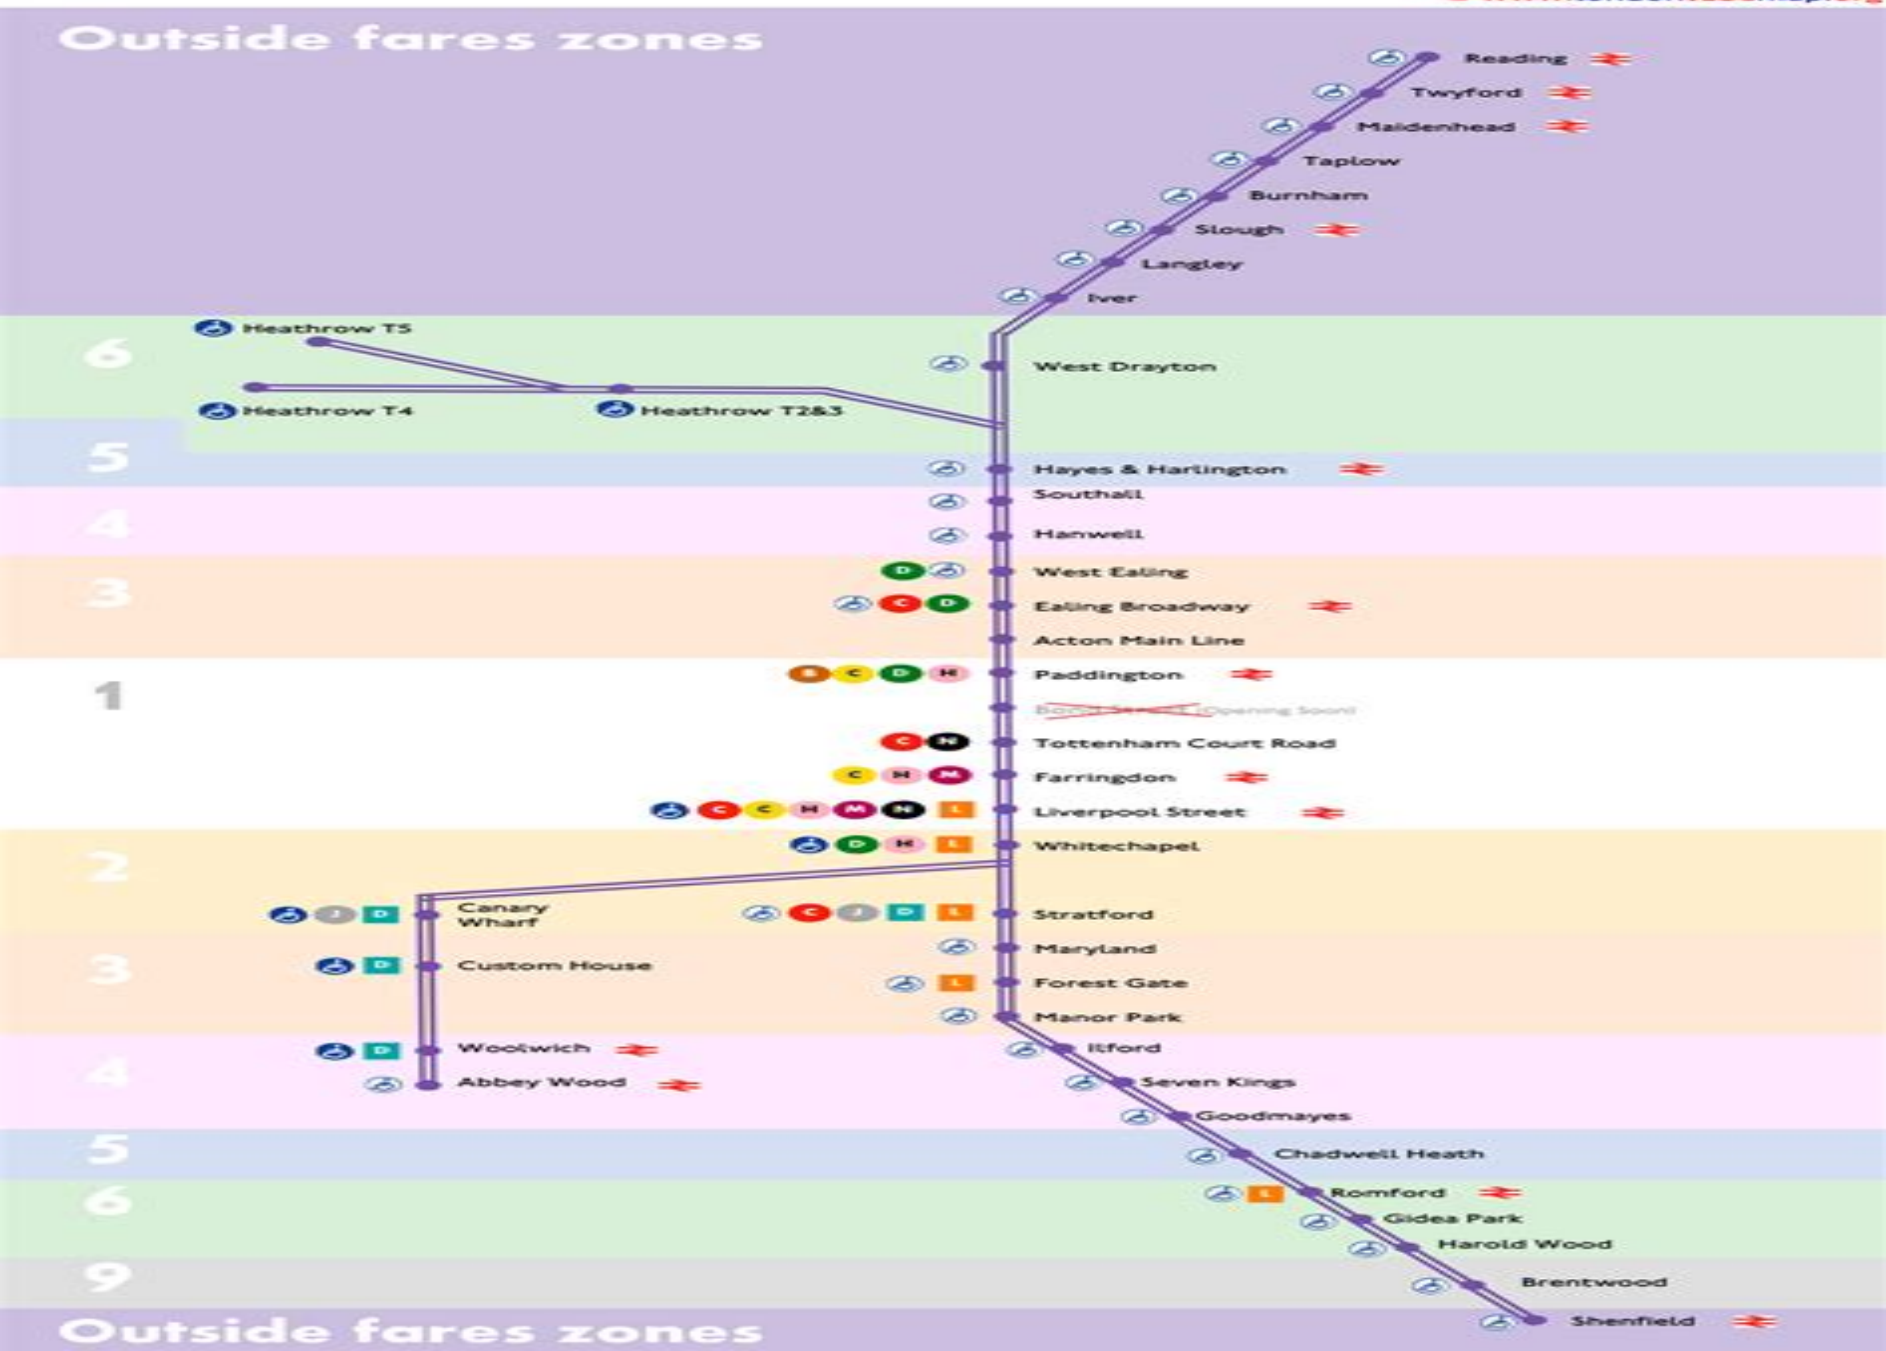 Outside fares zones
Reading
Twyford
Maidenhead
Taplow
Burnham
Slough
Langley
Iver
6
Heathrow T5
West Drayton
Heathrow T4
Heathrow T2&3
5
Hayes & Harlington
4
Southall
Hanwell
3
D
West Ealing
C D
Ealing Broadway
Acton Main Line
1
B C D H
Paddington
(Opening Soon)
C N
Tottenham Court Road
C H M
Farringdon
C C H M N L
Liverpool Street
2
D H L
Whitechapel
J D
Canary
Wharf
C J D L
Stratford
3
Maryland
D
Custom House
L
Forest Gate
Manor Park
4
D
Woolwich
Abbey Wood
Ilford
Seven Kings
Goodmayes
5
Chadwell Heath
6
L
Romford
Gidea Park
Harold Wood
9
Brentwood
Outside fares zones
Shenfield